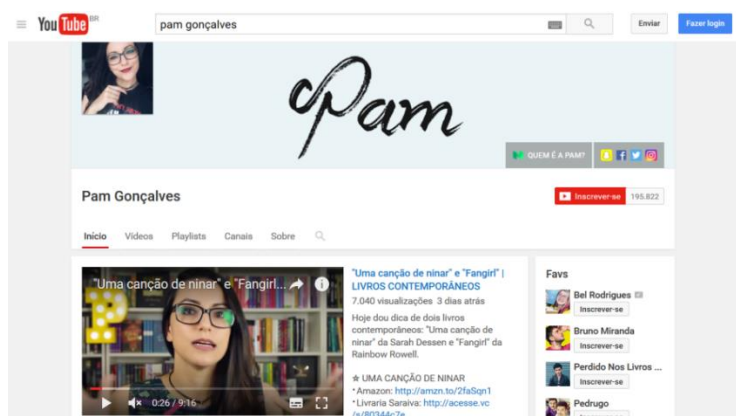 YouTube BR
pam gonçalves
Enviar
Fazer login
Pam
QUEM É A PAM?
Pam Gonçalves
Inscrever-se 195.822
Início Vídeos Playlists Canais Sobre
"Uma canção de ninar" e "Fangirl...
P
0:26 / 9:16
"Uma canção de ninar" e "Fangirl" |
LIVROS CONTEMPORÂNEOS
7.040 visualizações 3 dias atrás
Hoje dou dica de dois livros
contemporâneos: "Uma canção de
ninar" da Sarah Dessen e "Fangirl" da
Rainbow Rowell.
☆ UMA CANÇÃO DE NINAR
* Amazon: http://amzn.to/2faSqn1
* Livraria Saraiva: http://acesse.vc
/e/80344c7e
Favs
Bel Rodrigues
Inscrever-se
Bruno Miranda
Inscrever-se
Perdido Nos Livros ...
Inscrever-se
Pedrugo